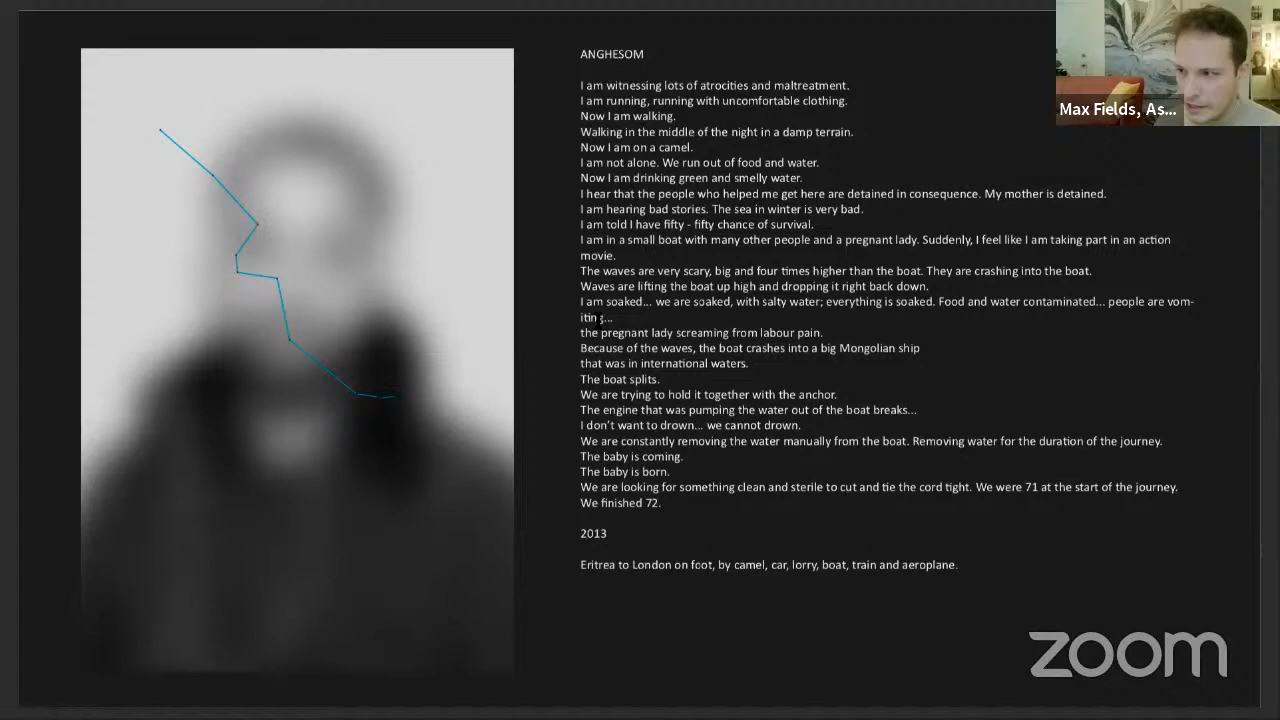 ANGHESOM
I am witnessing lots of atrocities and maltreatment.
I am running, running with uncomfortable clothing.
Now I am walking.
Walking in the middle of the night in a damp terrain.
Now I am on a camel.
I am not alone. We run out of food and water.
Now I am drinking green and smelly water.
I hear that the people who helped me get here are detained in consequence. My mother is detained.
I am hearing bad stories. The sea in winter is very bad.
I am told I have fifty - fifty chance of survival.
I am in a small boat with many other people and a pregnant lady. Suddenly, I feel like I am taking part in an action
movie.
The waves are very scary, big and four times higher than the boat. They are crashing into the boat.
Waves are lifting the boat up high and dropping it right back down.
I am soaked... we are soaked, with salty water; everything is soaked. Food and water contaminated... people are vom-
iting...
the pregnant lady screaming from labour pain.
Because of the waves, the boat crashes into a big Mongolian ship
that was in international waters.
The boat splits.
We are trying to hold it together with the anchor.
The engine that was pumping the water out of the boat breaks...
I don't want to drown... we cannot drown.
We are constantly removing the water manually from the boat. Removing water for the duration of the journey.
The baby is coming.
The baby is born.
We are looking for something clean and sterile to cut and tie the cord tight. We were 71 at the start of the journey.
We finished 72.
2013
Eritrea to London on foot, by camel, car, lorry, boat, train and aeroplane.
Max Fields, As...
zoom